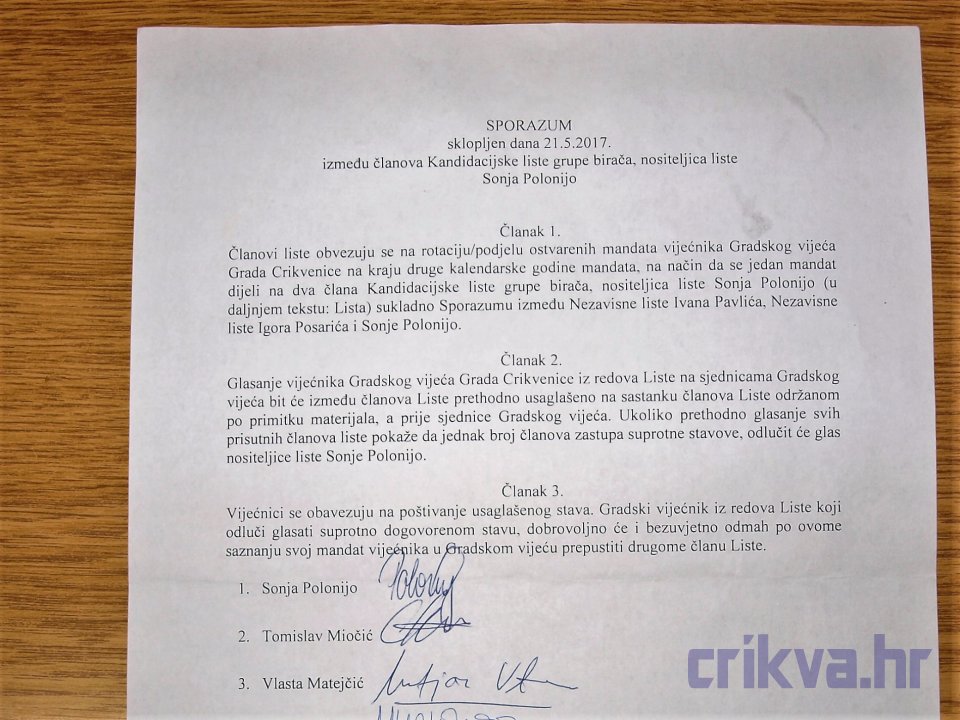 SPORAZUM
sklopljen dana 21.5.2017.
između članova Kandidacijske liste grupe birača, nositeljica liste
Sonja Polonijo
Članak 1.
Članovi liste obvezuju se na rotaciju/podjelu ostvarenih mandata vijećnika Gradskog vijeća
Grada Crikvenice na kraju druge kalendarske godine mandata, na način da se jedan mandat
dijeli na dva člana Kandidacijske liste grupe birača, nositeljica liste Sonja Polonijo (u
daljnjem tekstu: Lista) sukladno Sporazumu između Nezavisne liste Ivana Pavlića, Nezavisne
liste Igora Posarića i Sonje Polonijo.
Članak 2.
Glasanje vijećnika Gradskog vijeća Grada Crikvenice iz redova Liste na sjednicama Gradskog
vijeća bit će između članova Liste prethodno usaglašeno na sastanku članova Liste održanom
po primitku materijala, a prije sjednice Gradskog vijeća. Ukoliko prethodno glasanje svih
prisutnih članova liste pokaže da jednak broj članova zastupa suprotne stavove, odlučit će glas
nositeljice liste Sonje Polonijo.
Članak 3.
Vijećnici se obavezuju na poštivanje usaglašenog stava. Gradski vijećnik iz redova Liste koji
odluči glasati suprotno dogovorenom stavu, dobrovoljno će i bezuvjetno odmah po ovome
saznanju svoj mandat vijećnika u Gradskom vijeću prepustiti drugome članu Liste.
1. Sonja Polonijo
2. Tomislav Miočić
3. Vlasta Matejčić
crikva.hr